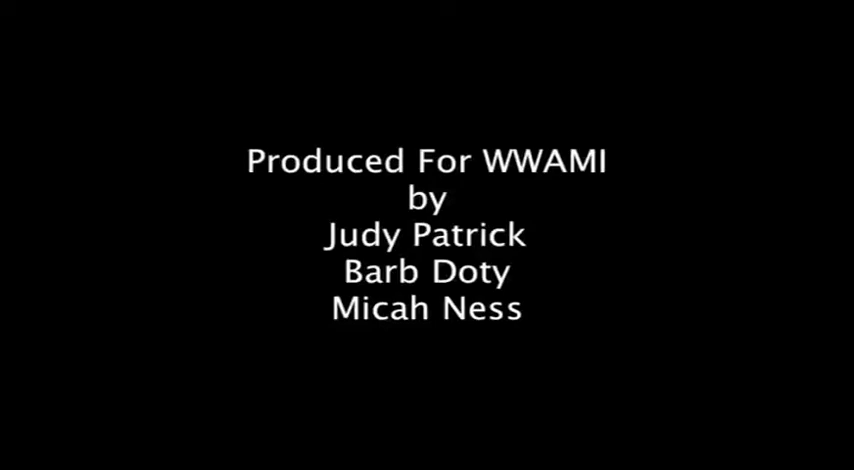 Produced For WWAMI
by
Judy Patrick
Barb Doty
Micah Ness